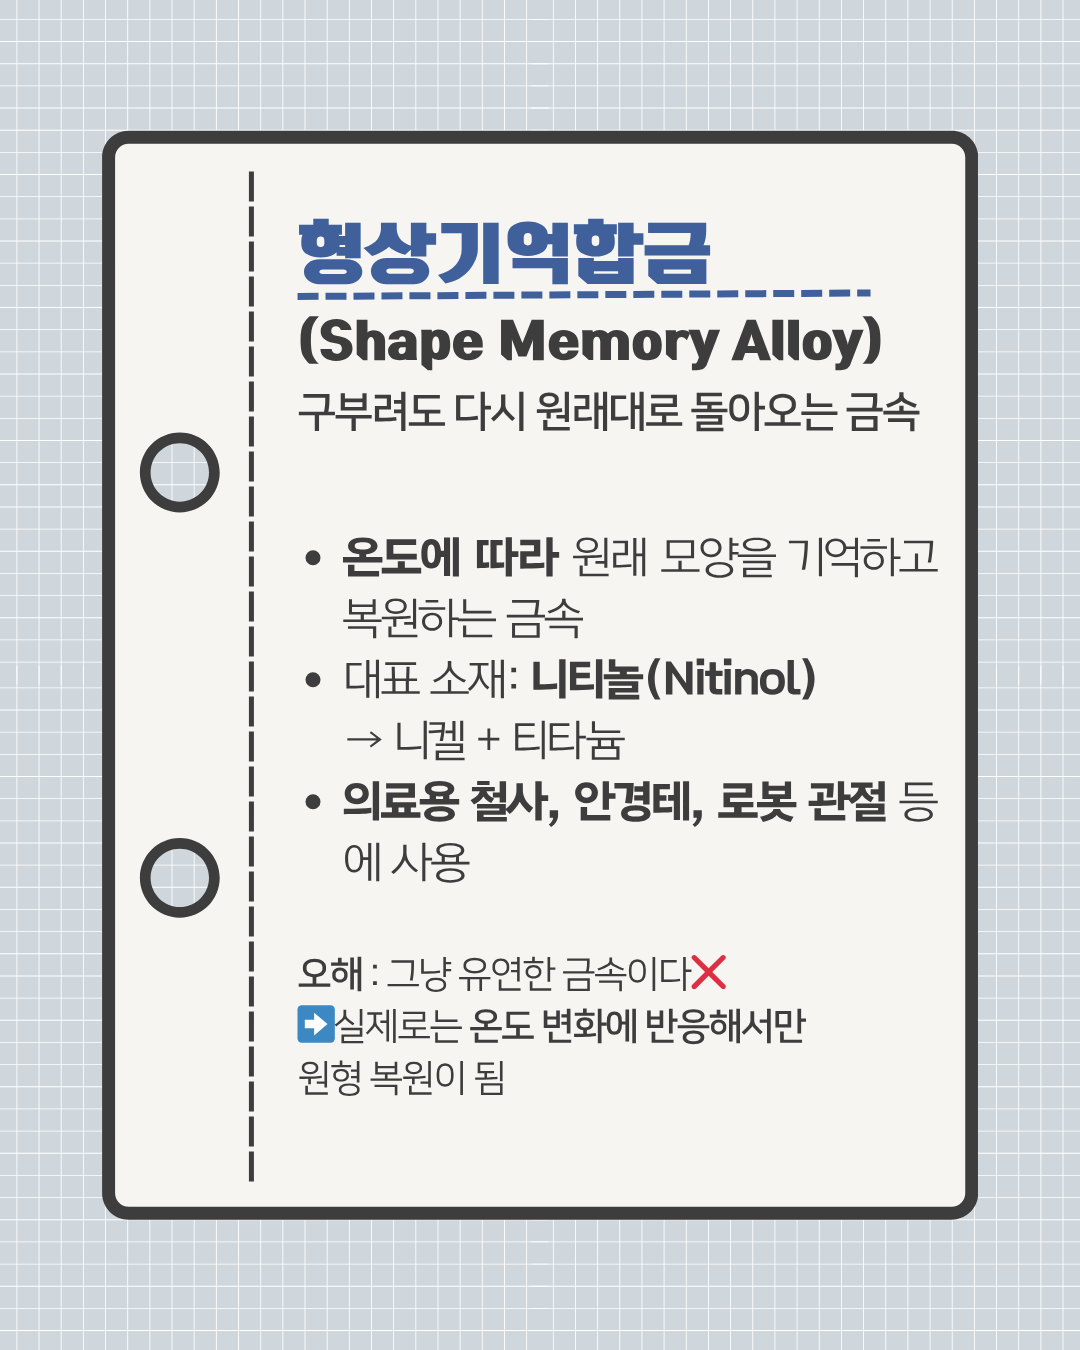 형상기억합금
(Shape Memory Alloy)
구부려도 다시 원래대로 돌아오는 금속
• 온도에 따라 원래 모양을 기억하고
복원하는 금속
• 대표 소재: 니티놀(Nitinol)
→ 니켈 + 티타늄
• 의료용 철사, 안경테, 로봇 관절 등
에 사용
오해 : 그냥 유연한 금속이다❌
➡️실제로는 온도 변화에 반응해서만
원형 복원이 됨